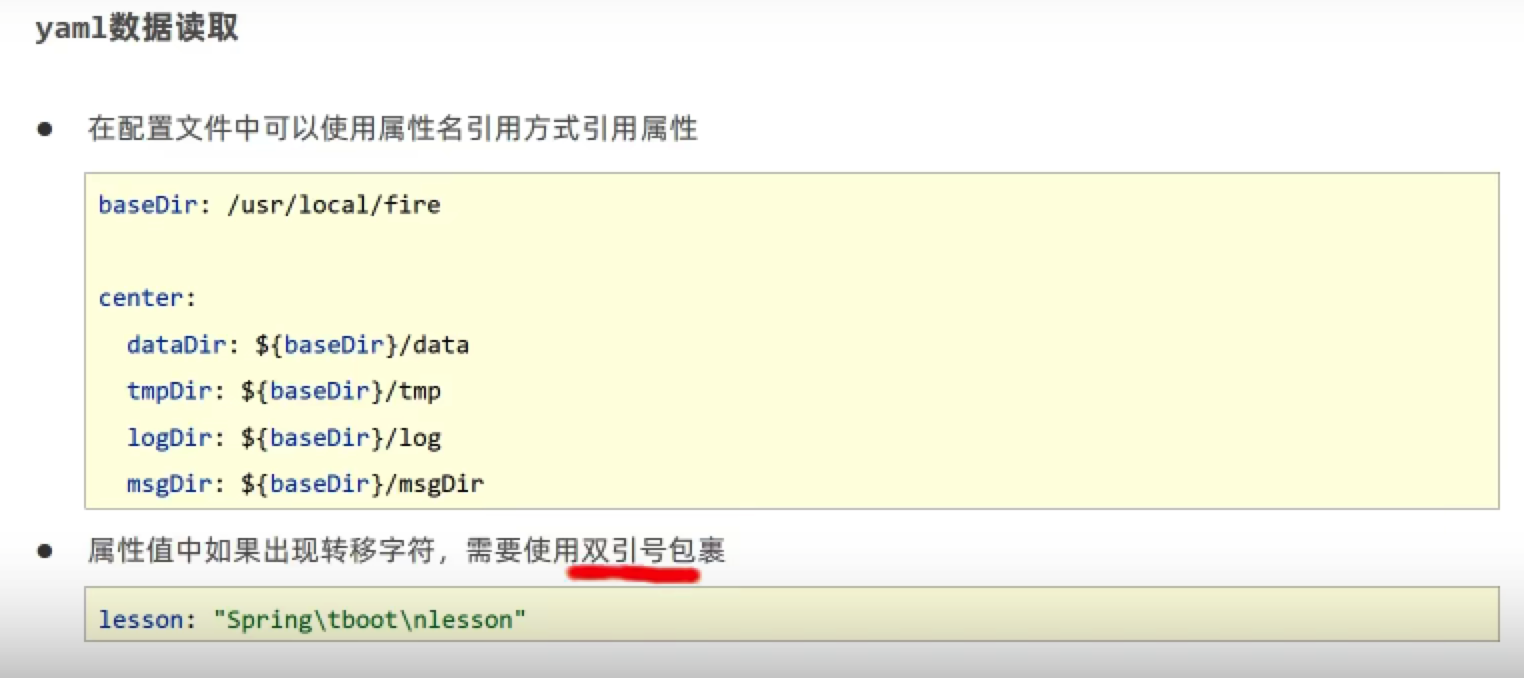 yaml数据读取
● 在配置文件中可以使用属性名引用方式引用属性
baseDir: /usr/local/fire
center:
  dataDir: ${baseDir}/data
  tmpDir: ${baseDir}/tmp
  logDir: ${baseDir}/log
  msgDir: ${baseDir}/msgDir
● 属性值中如果出现转移字符，需要使用双引号包裹
lesson: "Spring\tboot\nlesson"